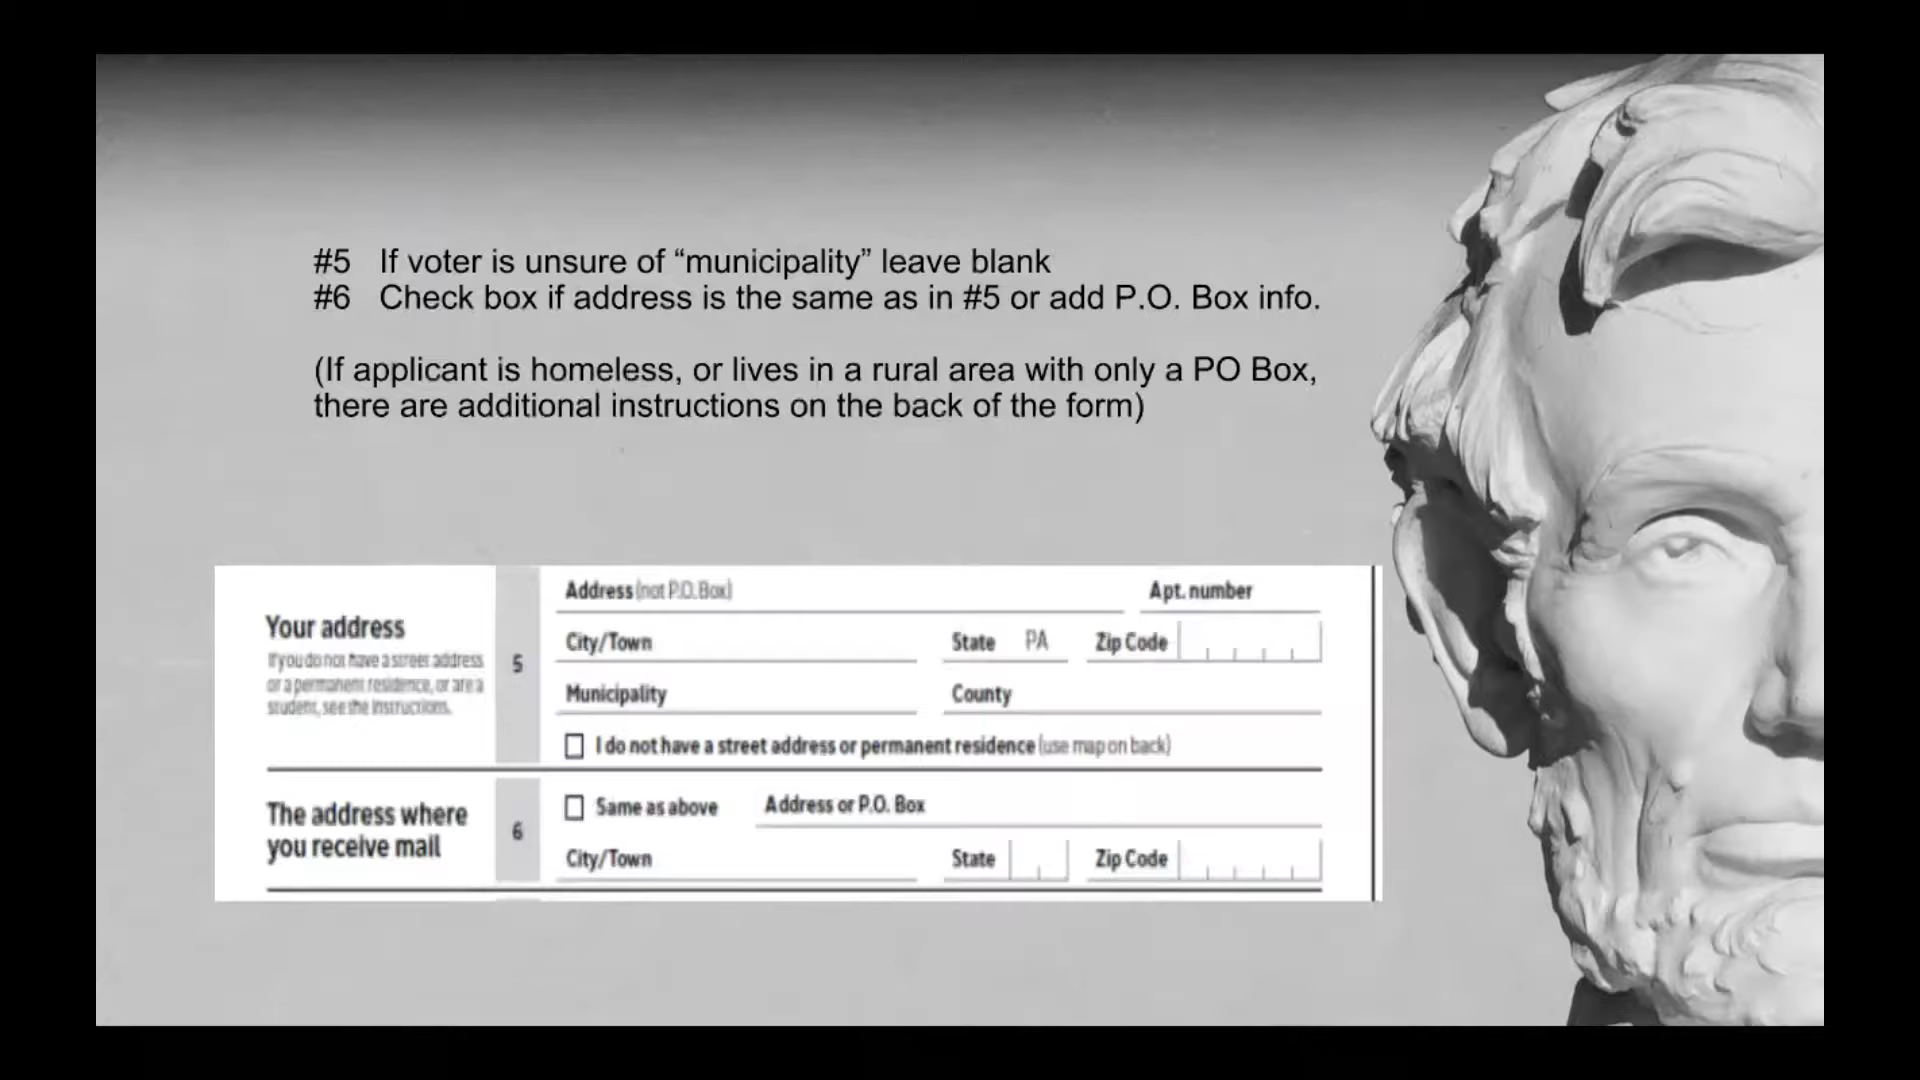 #5 If voter is unsure of “municipality” leave blank
#6 Check box if address is the same as in #5 or add P.O. Box info.
(If applicant is homeless, or lives in a rural area with only a PO Box,
there are additional instructions on the back of the form)
Your address
If you do not have a street address
or a permanent residence, or are a
student, see the instructions.
5
Address (not P.O. Box) Apt. number
City/Town State PA Zip Code
Municipality County
I do not have a street address or permanent residence (use map on back)
The address where
you receive mail
6
Same as above Address or P.O. Box
City/Town State Zip Code